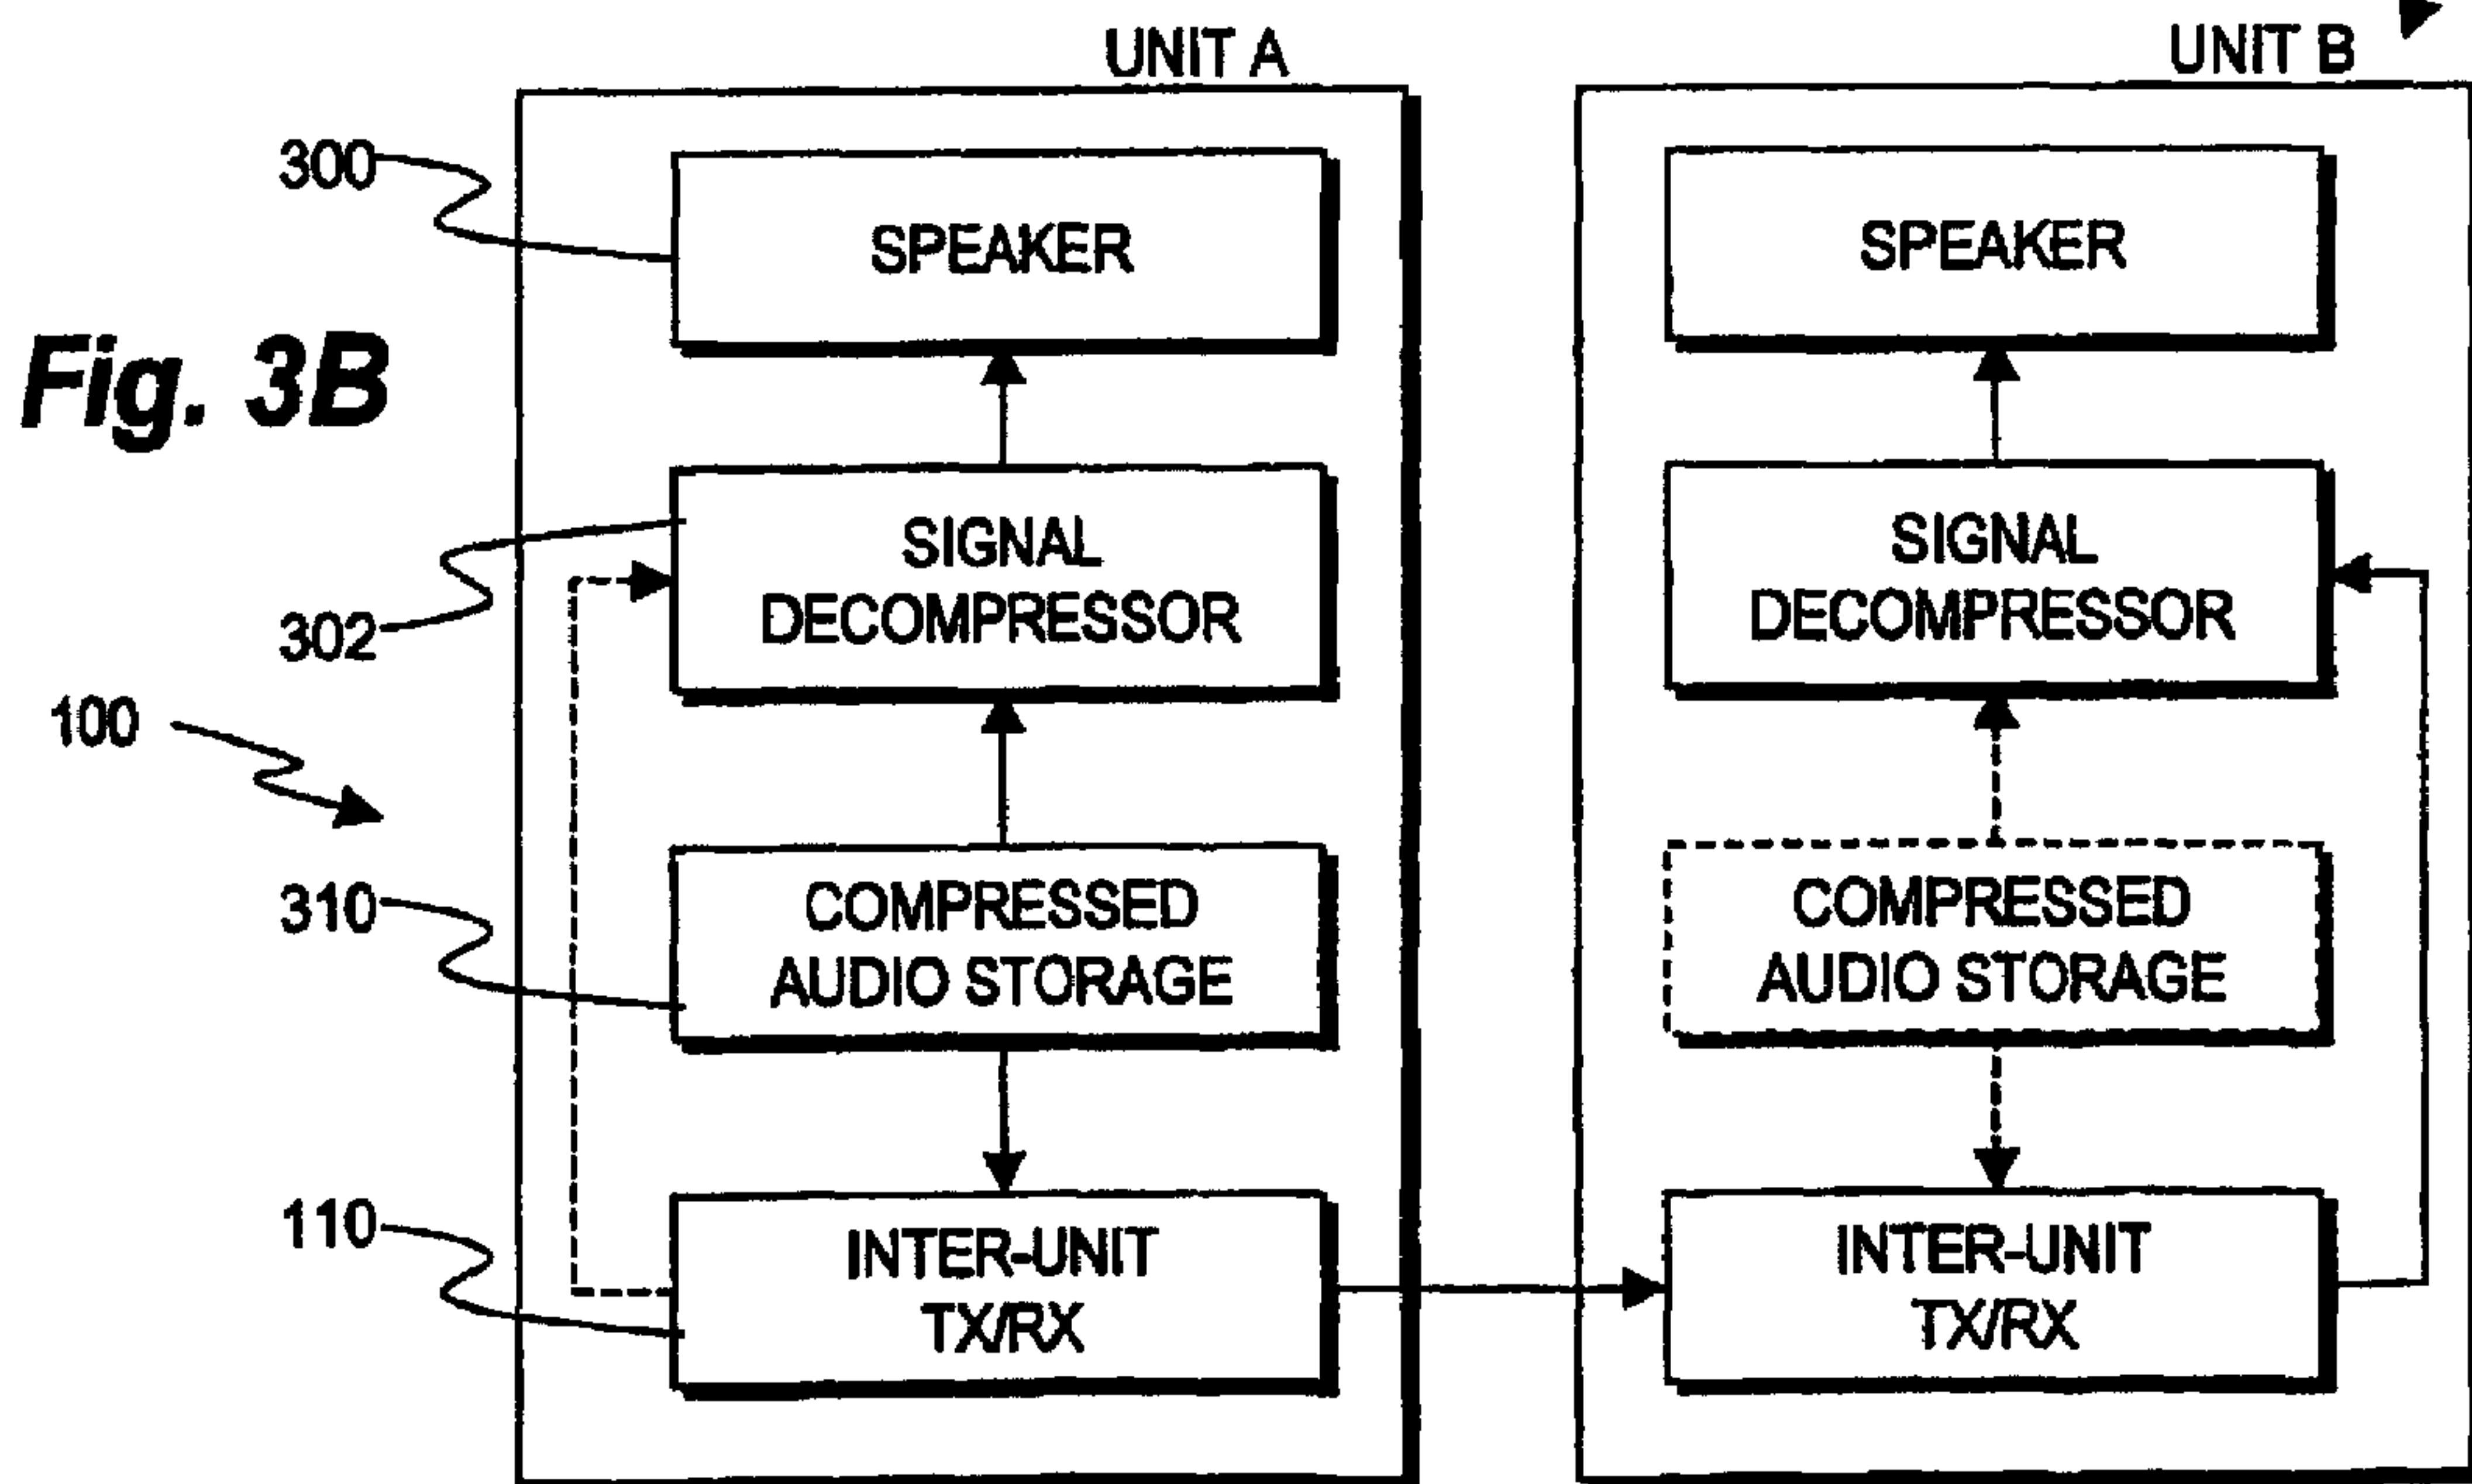 UNIT A
UNIT B
300
SPEAKER
SPEAKER
Fig. 3B
SIGNAL
DECOMPRESSOR
SIGNAL
DECOMPRESSOR
302
100
310
COMPRESSED
AUDIO STORAGE
COMPRESSED
AUDIO STORAGE
110
INTER-UNIT
TX/RX
INTER-UNIT
TX/RX